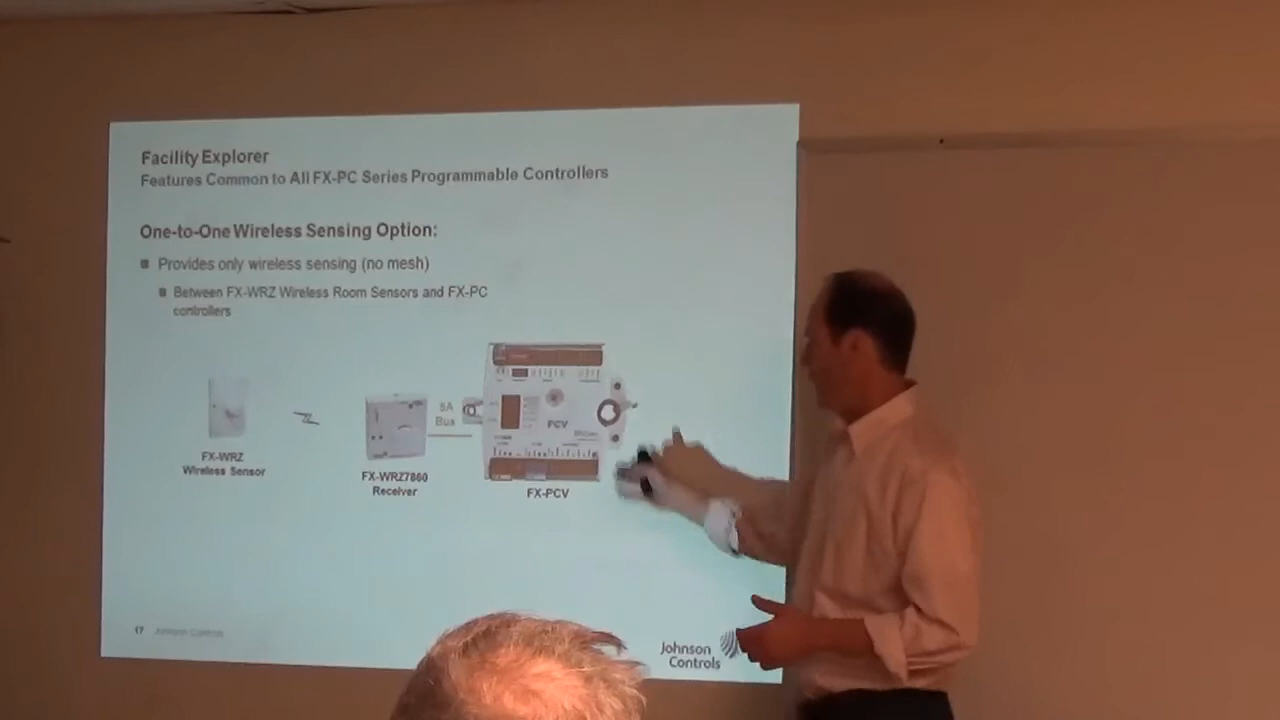 Facility Explorer
Features Common to All FX-PC Series Programmable Controllers
One-to-One Wireless Sensing Option:
Provides only wireless sensing (no mesh)
Between FX-WRZ Wireless Room Sensors and FX-PC
controllers
SA
Bus
PCV
FX-WRZ
Wireless Sensor
FX-WRZ7860
Receiver
FX-PCV
17 Johnson Controls
Johnson
Controls